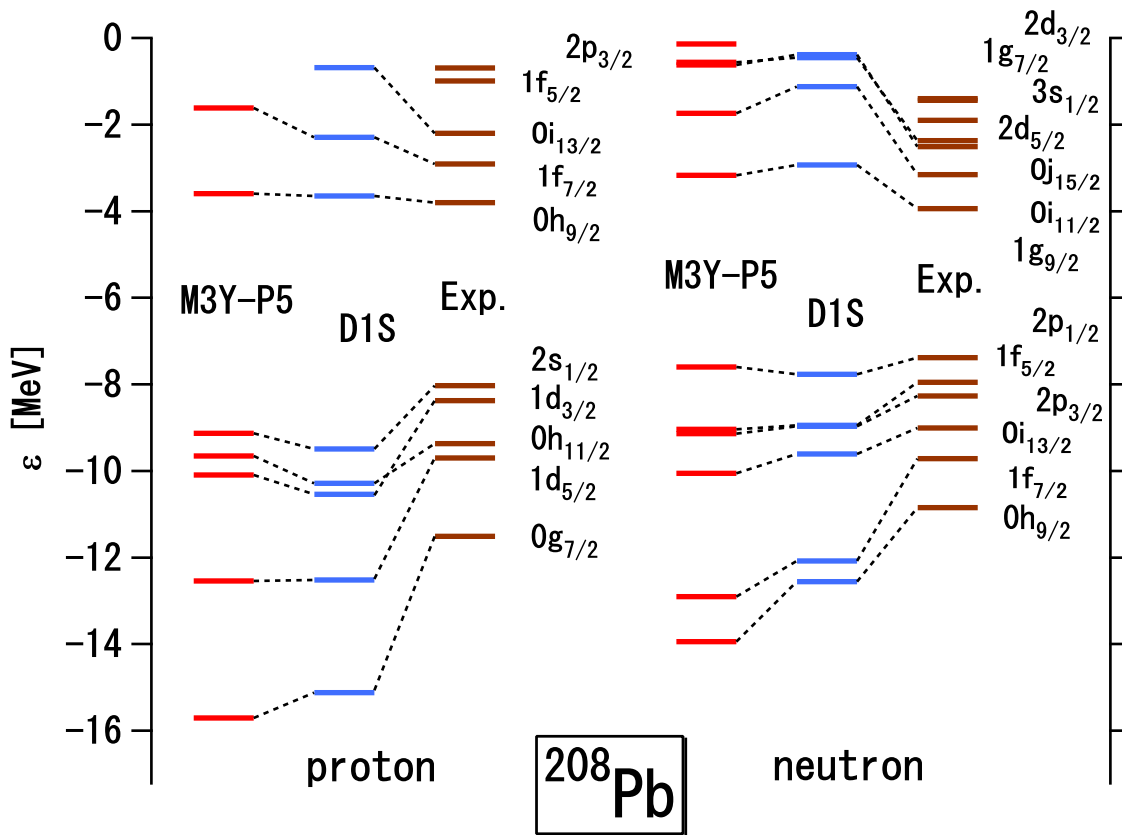 0
−2
−4
−6
−8
−10
−12
−14
−16
ε [MeV]
2p3/2
1f5/2
0i13/2
1f7/2
0h9/2
M3Y−P5
D1S
Exp.
2s1/2
1d3/2
0h11/2
1d5/2
0g7/2
proton
2d3/2
1g7/2
3s1/2
2d5/2
0j15/2
0i11/2
1g9/2
M3Y−P5
D1S
Exp.
2p1/2
1f5/2
2p3/2
0i13/2
1f7/2
0h9/2
neutron
208Pb